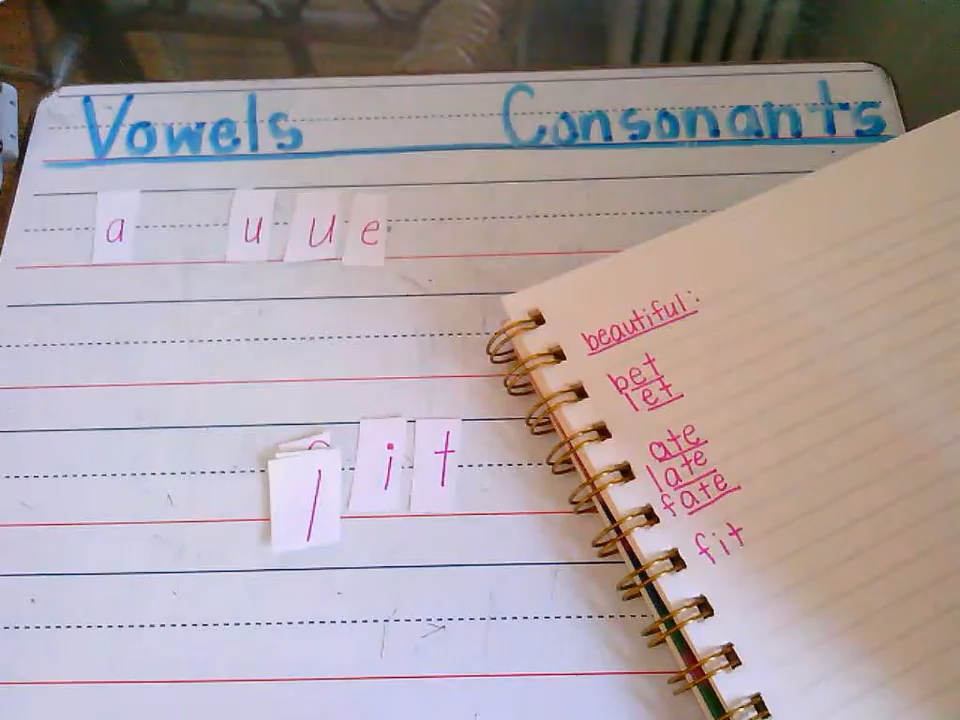 Vowels Consonants
a u u e
l i t
beautiful:
bet
let
ate
late
fate
fit